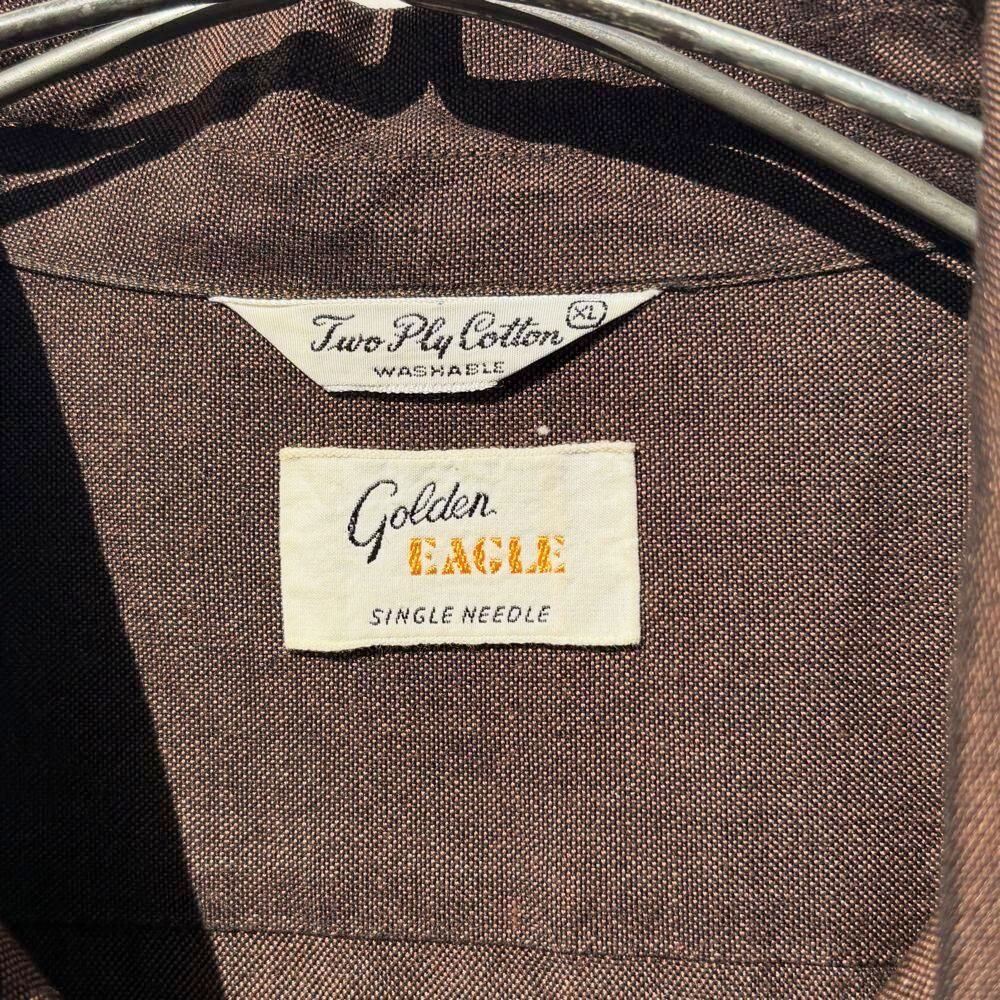 Two Ply Cotton XL
WASHABLE
Golden
EAGLE
SINGLE NEEDLE